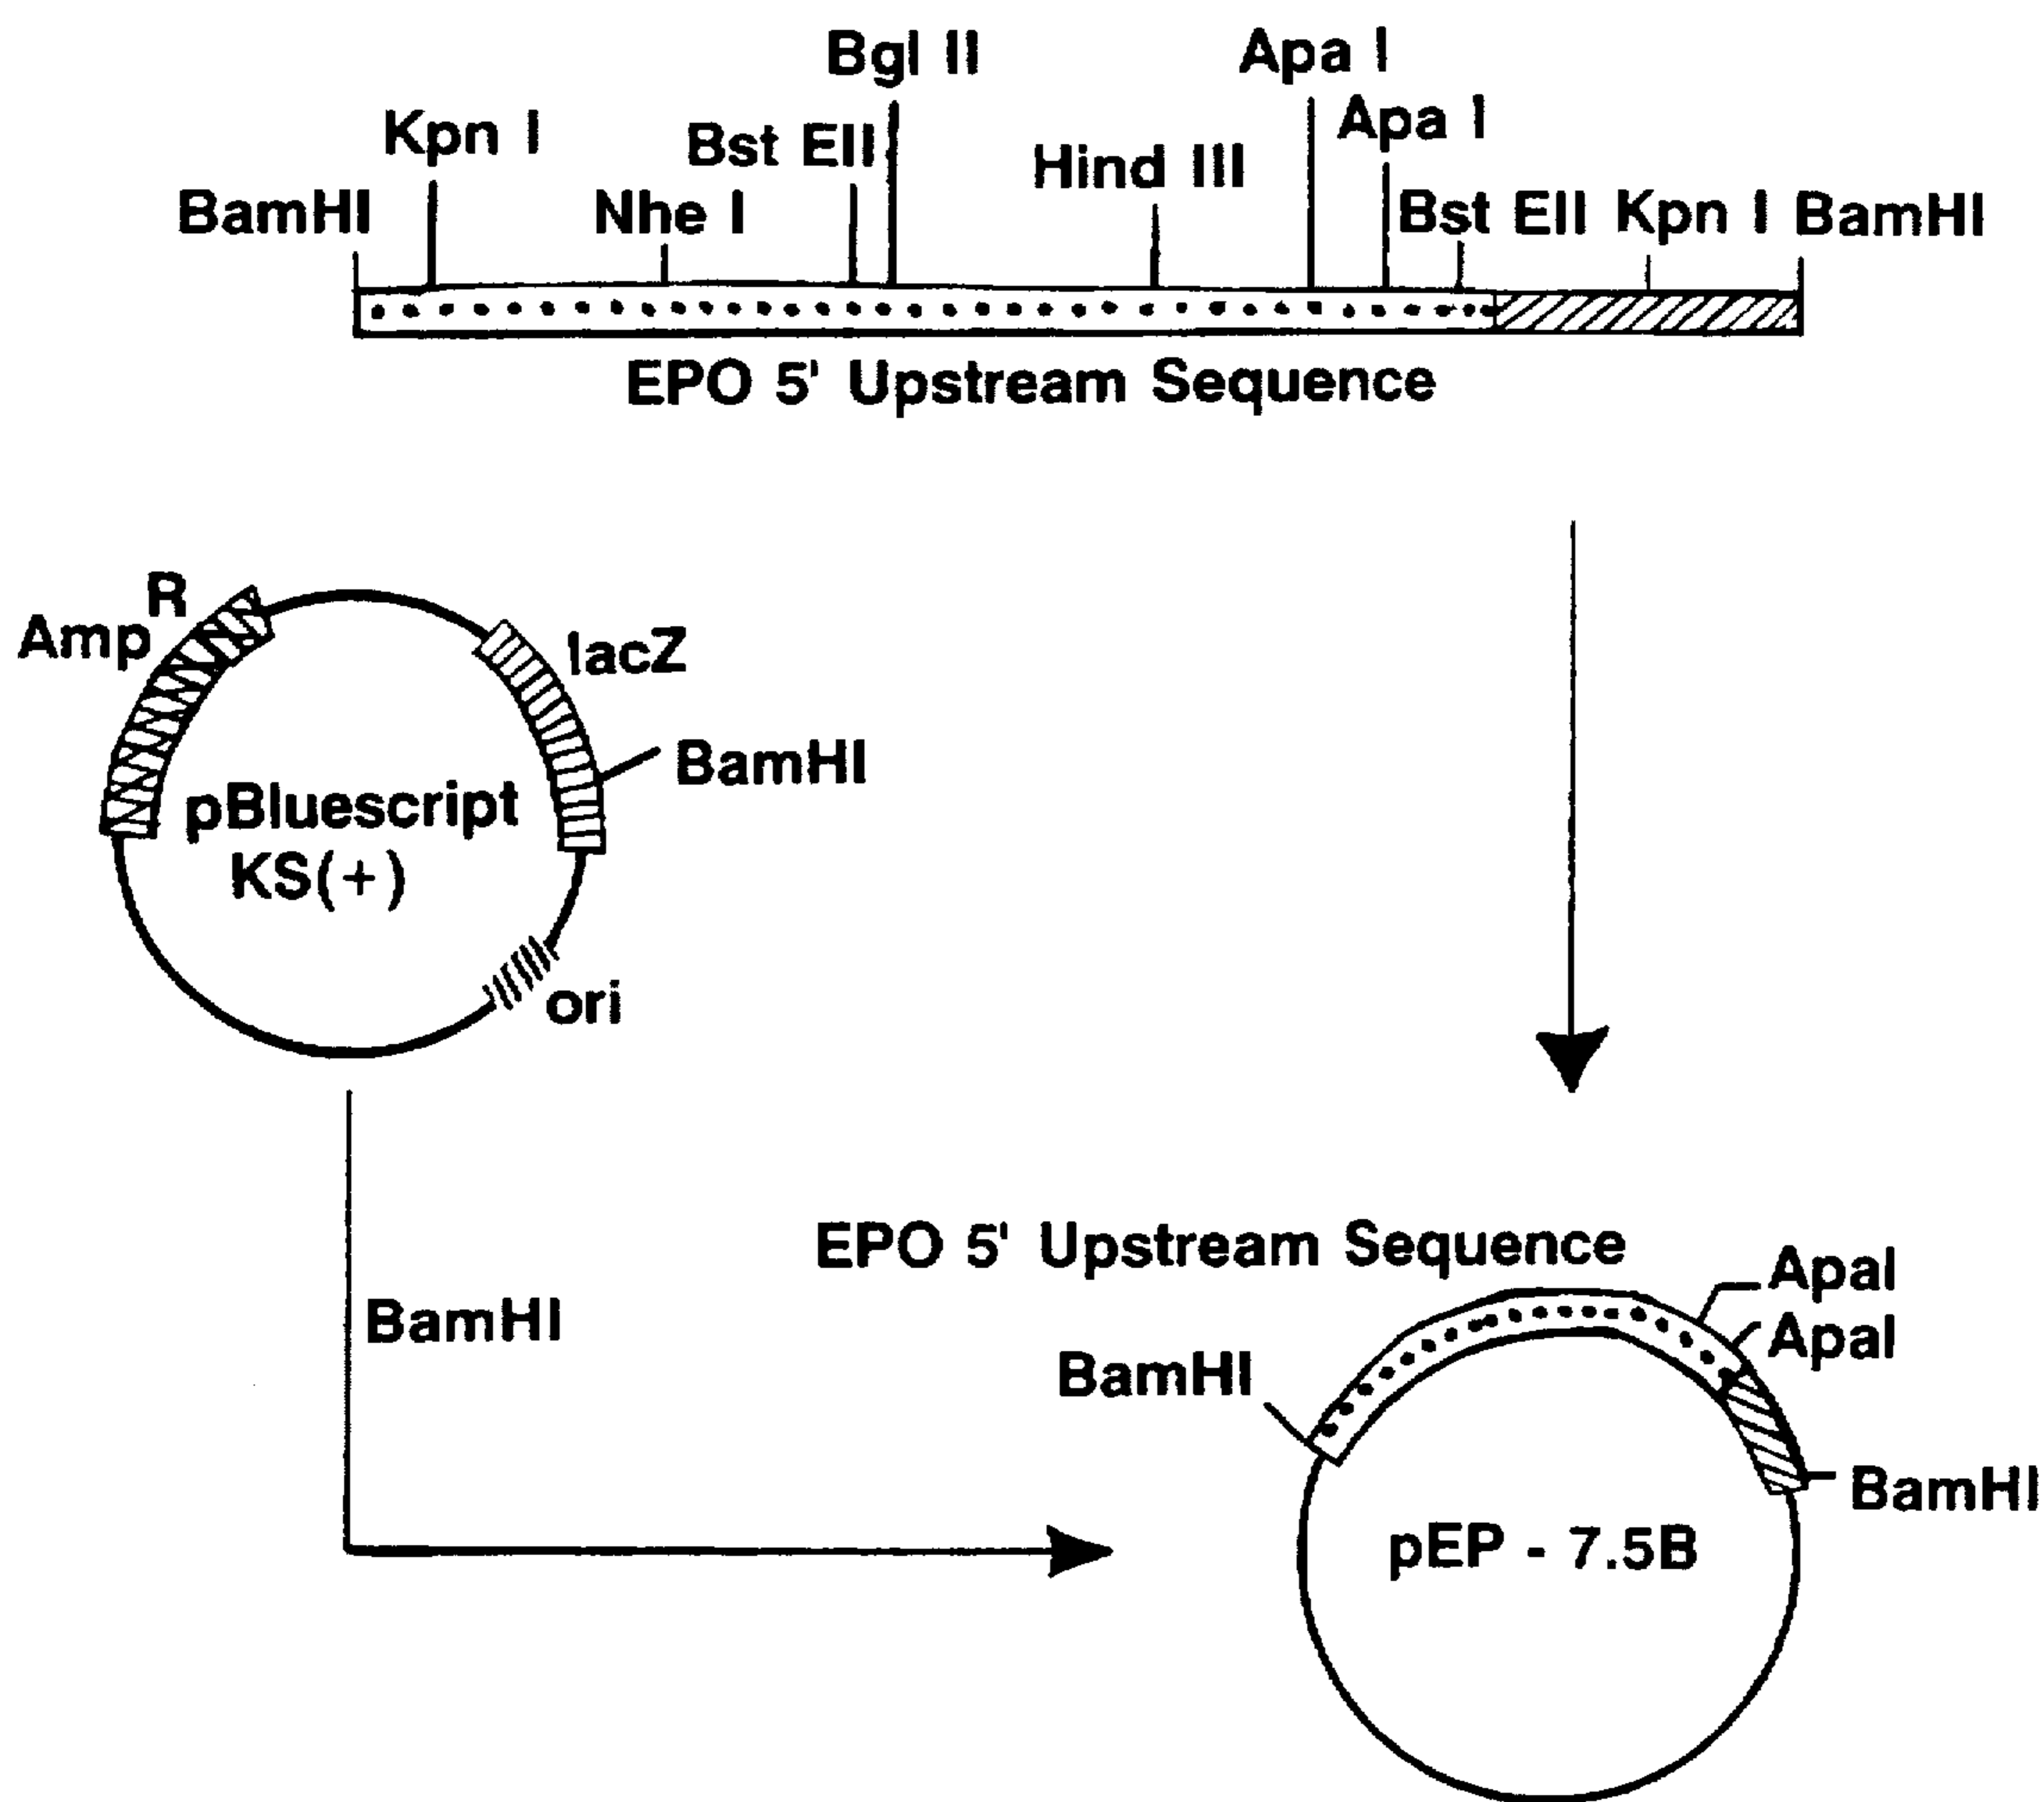 Bgl II
Apa I
Kpn I
Bst EII
Apa I
Hind III
BamHI
Nhe I
Bst EII
Kpn I
BamHI
EPO 5' Upstream Sequence
Amp R
lacZ
BamHI
pBluescript
KS(+)
ori
EPO 5' Upstream Sequence
ApaI
ApaI
BamHI
BamHI
BamHI
pEP - 7.5B